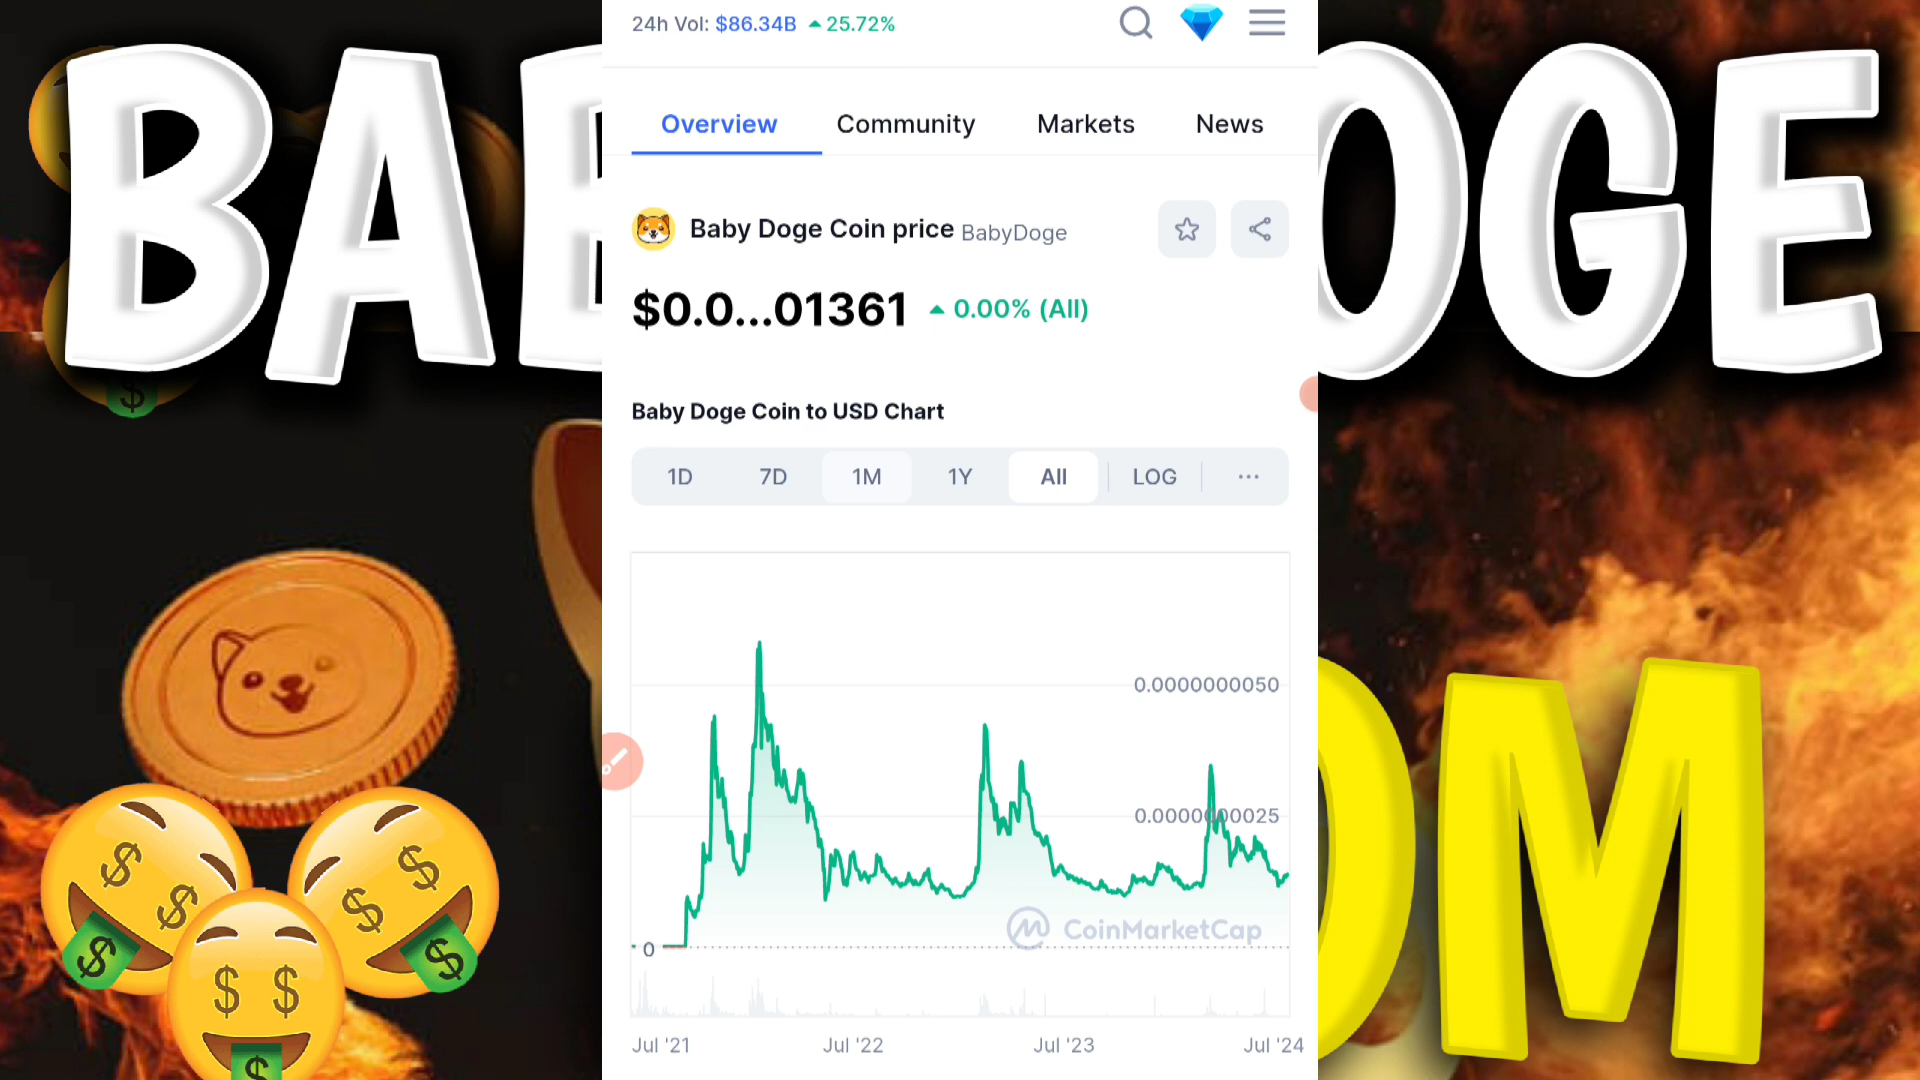 BA
OGE
OM
24h Vol: $86.34B ▲ 25.72%
Overview Community Markets News
Baby Doge Coin price BabyDoge
$0.0...01361 ▲ 0.00% (All)
Baby Doge Coin to USD Chart
1D 7D 1M 1Y All LOG ...
0.0000000050
0.0000000025
0
CoinMarketCap
Jul '21 Jul '22 Jul '23 Jul '24